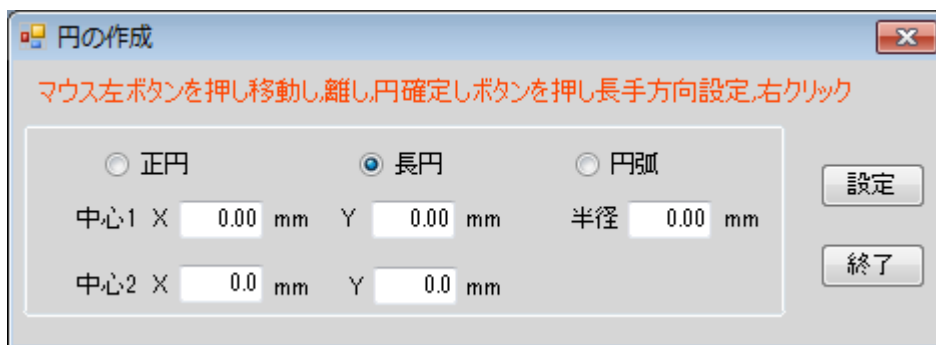 円の作成
マウス左ボタンを押し移動し,離し,円確定しボタンを押し長手方向設定,右クリック
正円 長円 円弧
設定
中心1 X 0.00 mm Y 0.00 mm 半径 0.00 mm
終了
中心2 X 0.0 mm Y 0.0 mm